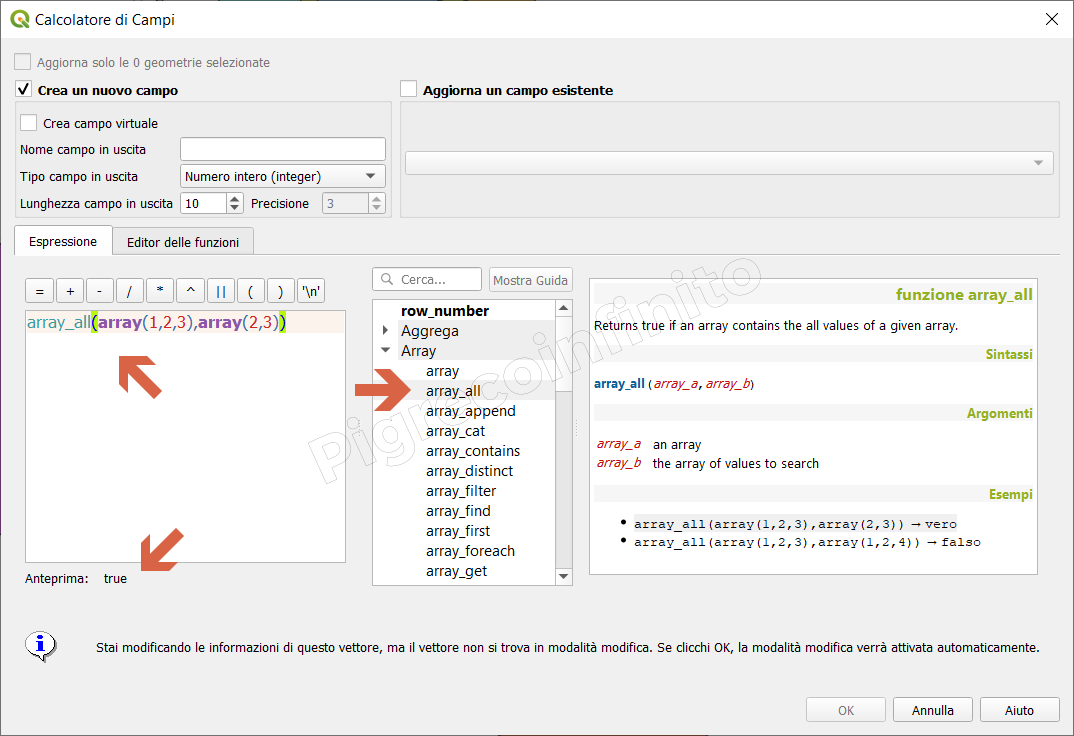 Calcolatore di Campi
Aggiorna solo le 0 geometrie selezionate
Crea un nuovo campo
Aggiorna un campo esistente
Crea campo virtuale
Nome campo in uscita
Tipo campo in uscita Numero intero (integer)
Lunghezza campo in uscita 10 Precisione 3
Espressione Editor delle funzioni
= + - / * ^ || ( ) '\n'
array_all(array(1,2,3),array(2,3))
Anteprima: true
Cerca... Mostra Guida
row_number
Aggrega
Array
array
array_all
array_append
array_cat
array_contains
array_distinct
array_filter
array_find
array_first
array_foreach
array_get
funzione array_all
Returns true if an array contains the all values of a given array.
Sintassi
array_all(array_a, array_b)
Argomenti
array_a an array
array_b the array of values to search
Esempi
array_all(array(1,2,3),array(2,3)) → vero
array_all(array(1,2,3),array(1,2,4)) → falso
Pigrecoinfinito
Stai modificando le informazioni di questo vettore, ma il vettore non si trova in modalità modifica. Se clicchi OK, la modalità modifica verrà attivata automaticamente.
OK Annulla Aiuto